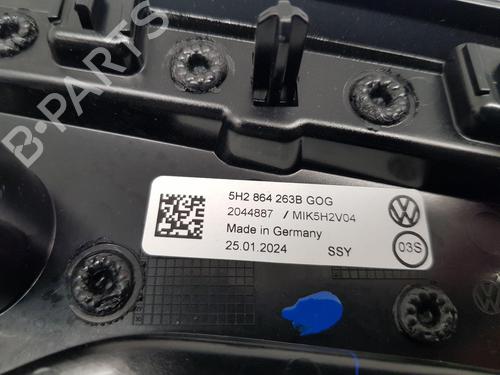 B-PARTS
5H2 864 263B GOG
2044887 / MIK5H2V04
Made in Germany
25.01.2024 SSY
03S